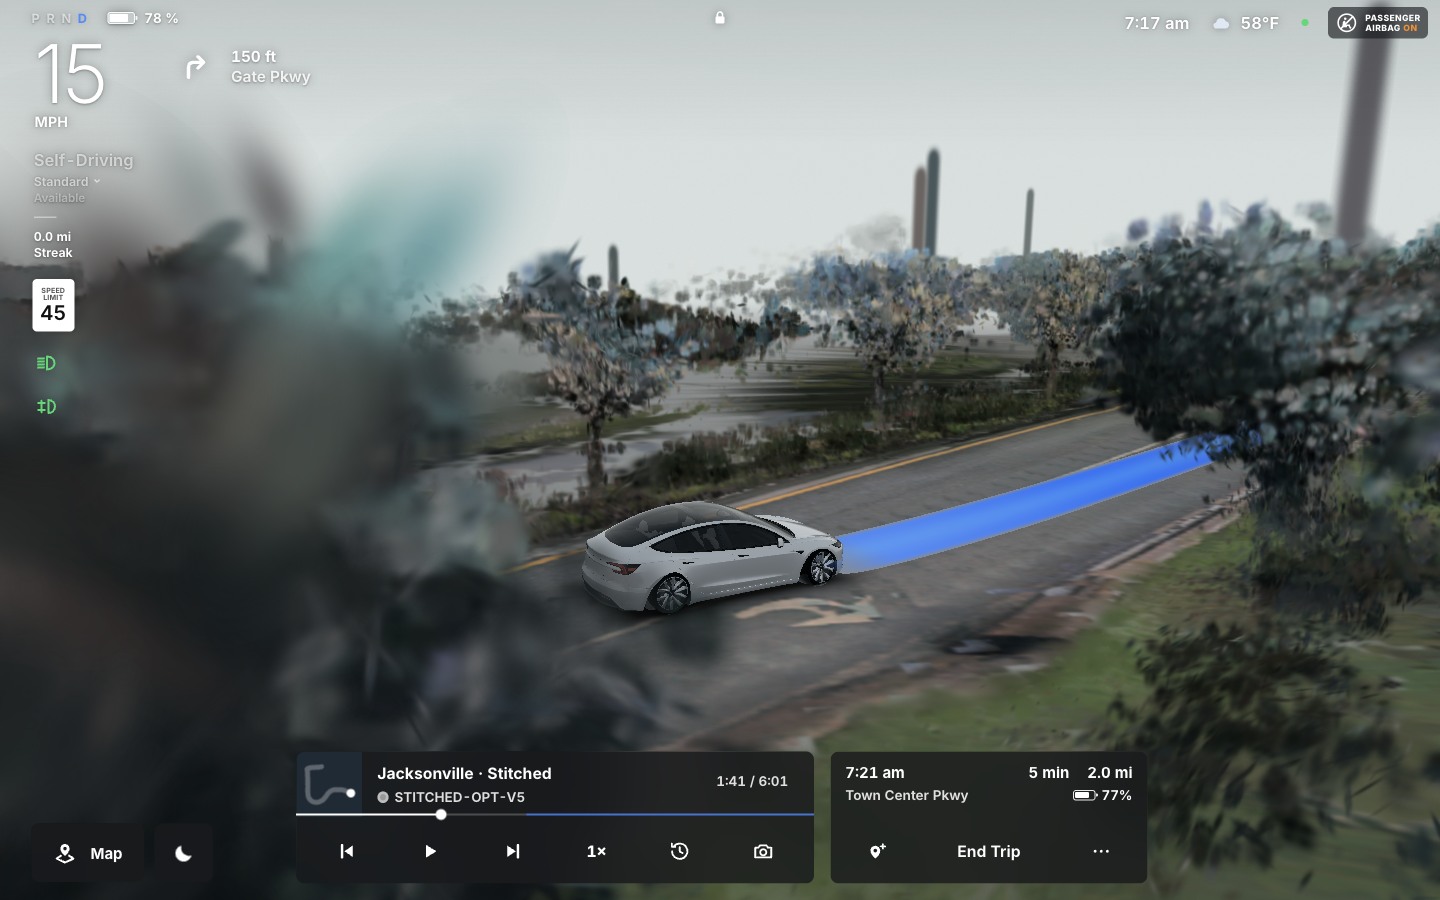 P R N D
78 %
7:17 am
58°F
PASSENGER
AIRBAG ON
15
MPH
150 ft
Gate Pkwy
Self-Driving
Standard
Available
0.0 mi
Streak
SPEED
LIMIT
45
Jacksonville · Stitched
STITCHED-OPT-V5
1:41 / 6:01
1×
7:21 am
5 min
2.0 mi
Town Center Pkwy
77%
End Trip
Map